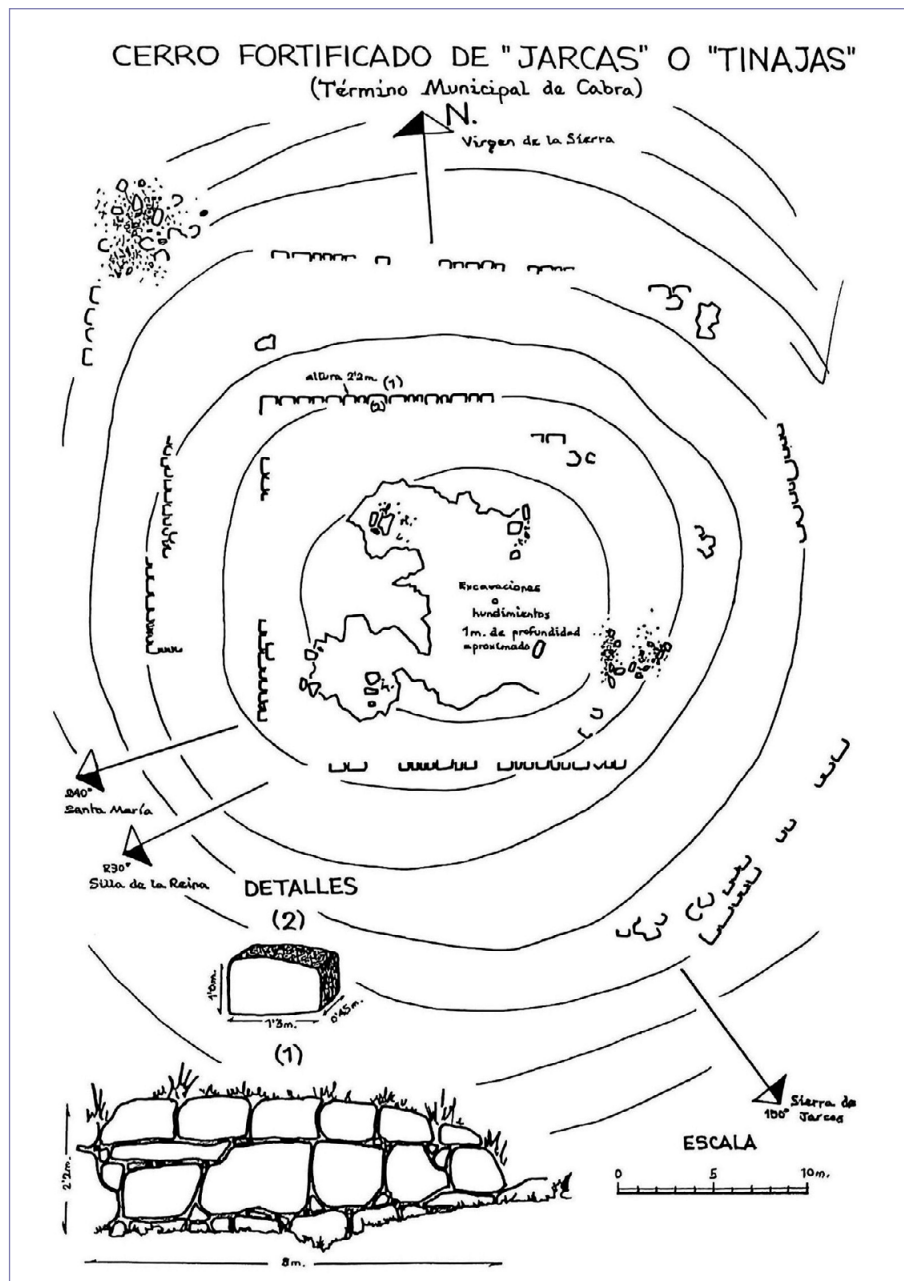 CERRO FORTIFICADO DE "JARCAS" O "TINAJAS"
(Término Municipal de Cabra)
N.
Virgen de la Sierra
altura 2'2m. (1)
(2)
Excavaciones
o
hundimientos
1m. de profundidad
aproximado
240°
Santa María
230°
Silla de la Reina
DETALLES
(2)
1'0m.
1'3m.
0'45m.
(1)
2'2m.
8m.
Sierra de
Jarcas
ESCALA
0 5 10m.